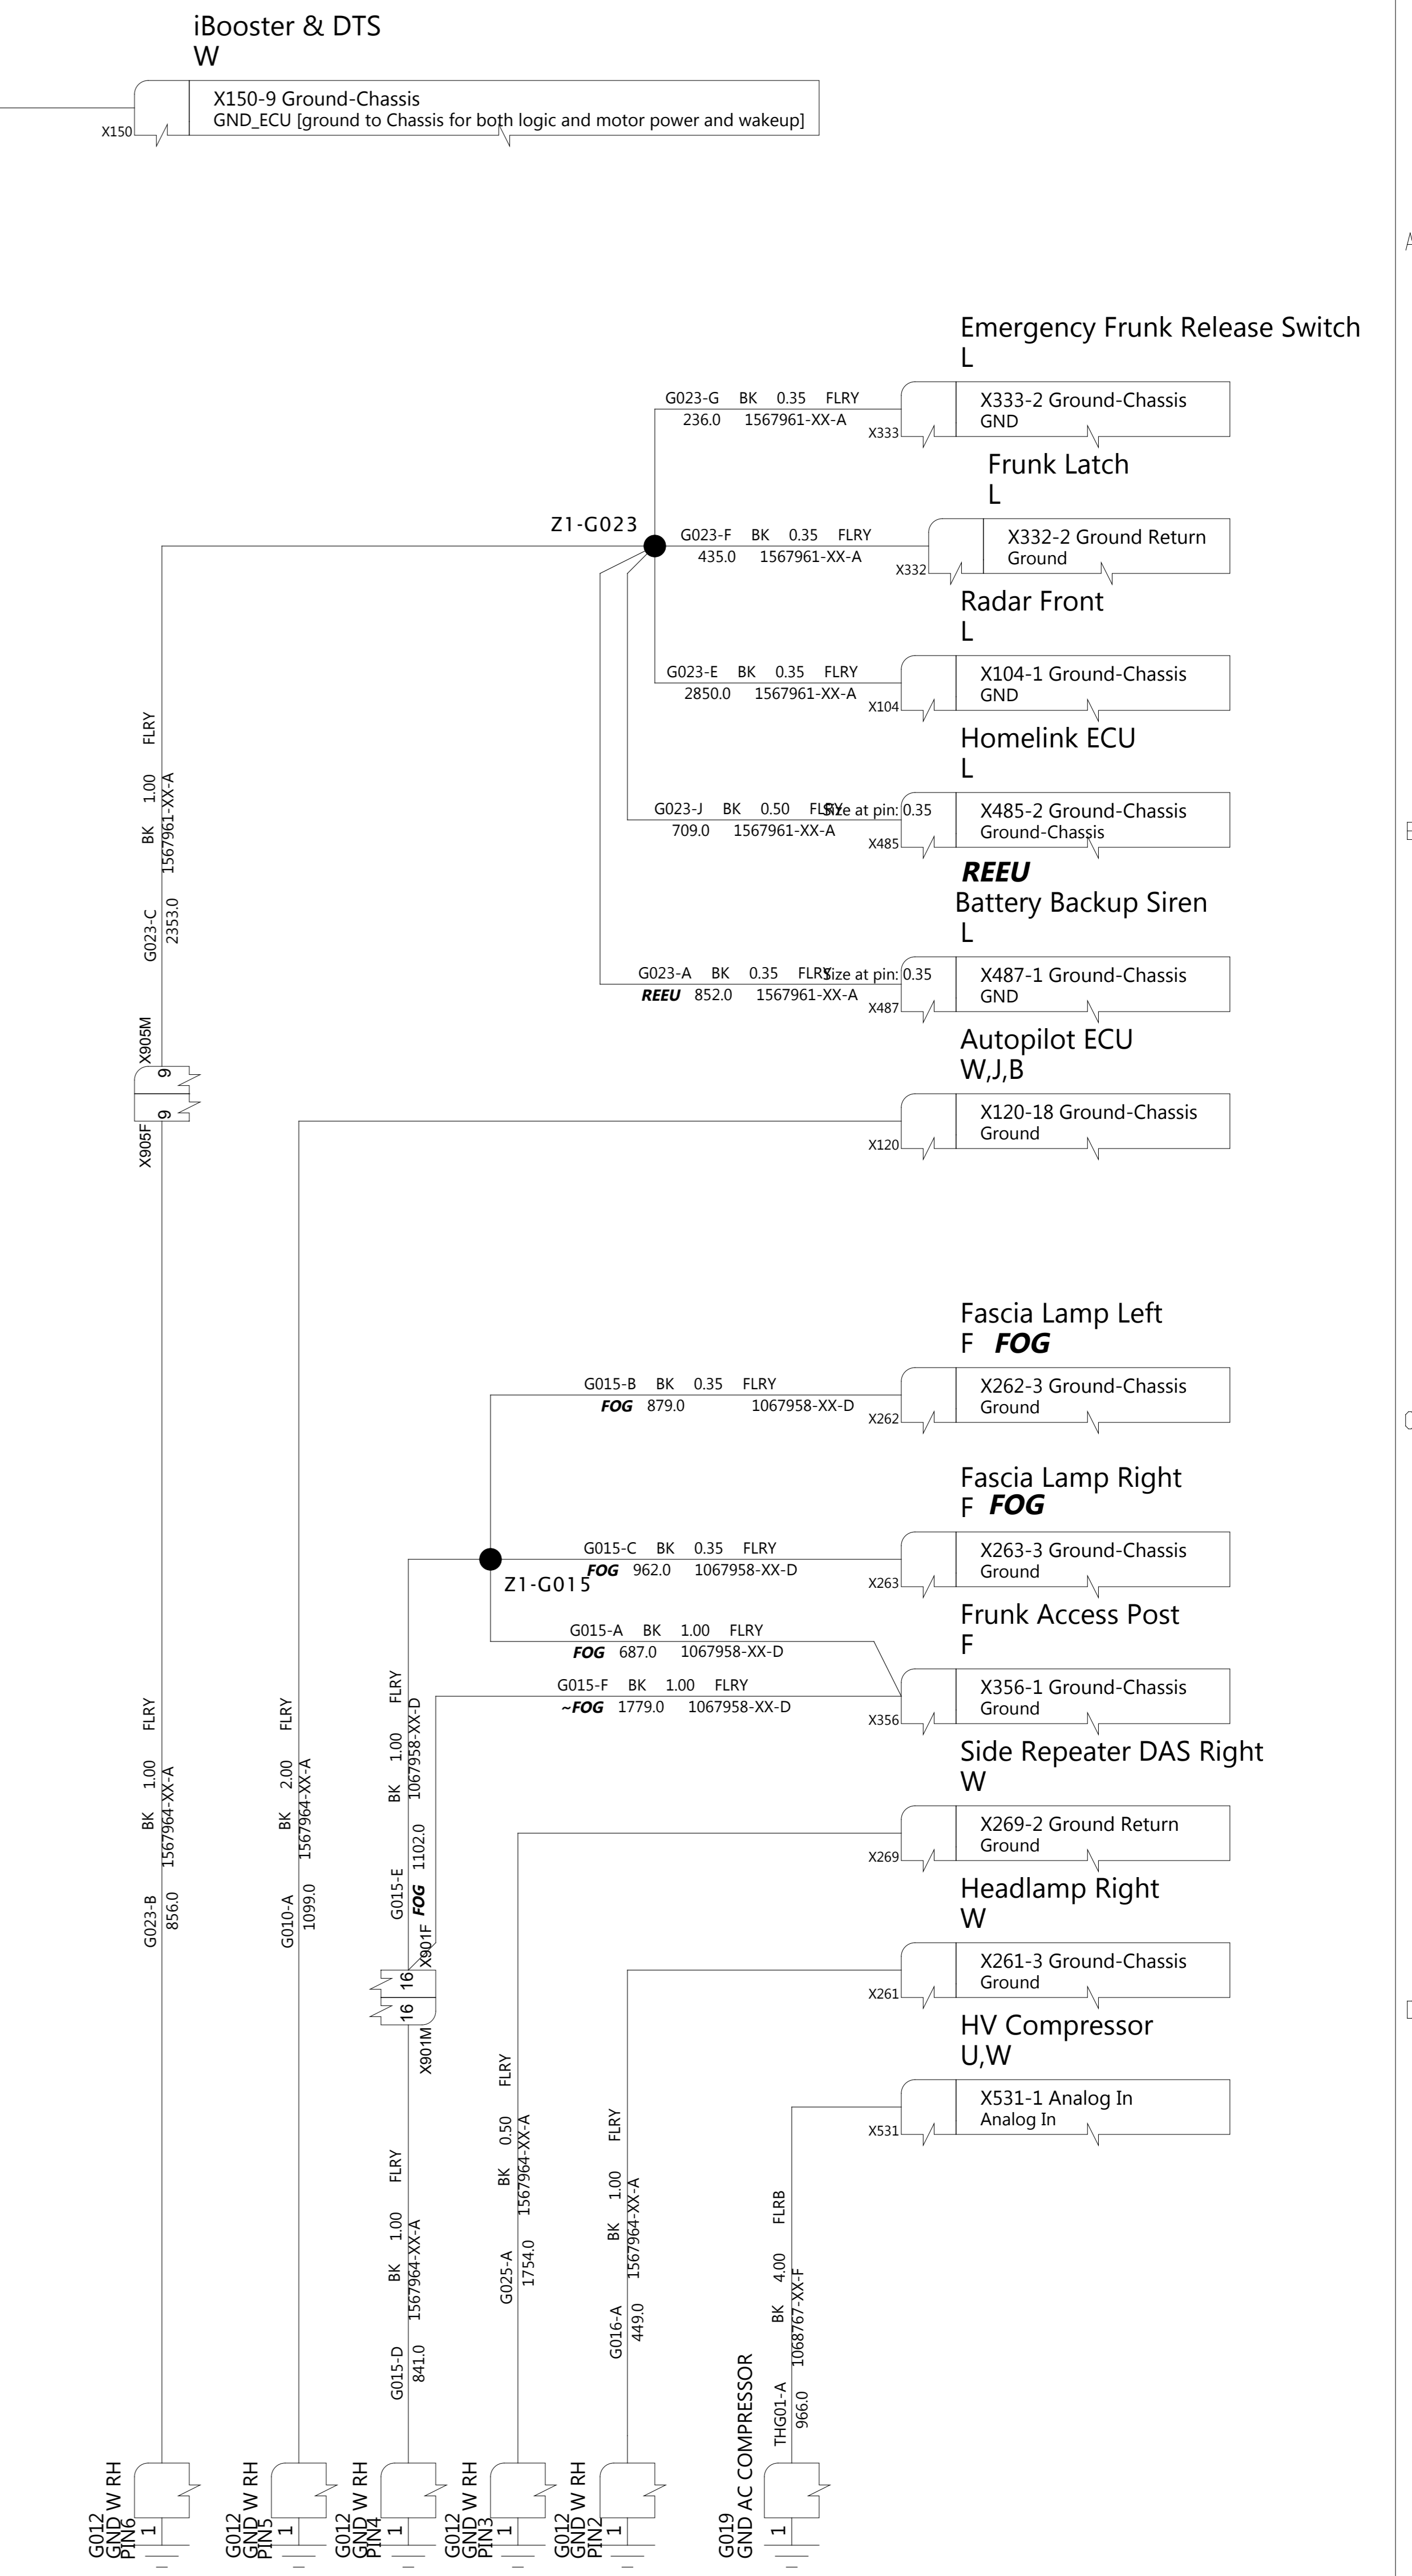 iBooster & DTS
W
X150-9 Ground-Chassis
GND_ECU [ground to Chassis for both logic and motor power and wakeup]
X150
Emergency Frunk Release Switch
L
G023-G BK 0.35 FLRY
236.0 1567961-XX-A
X333
X333-2 Ground-Chassis
GND
Frunk Latch
L
Z1-G023
G023-F BK 0.35 FLRY
435.0 1567961-XX-A
X332
X332-2 Ground Return
Ground
Radar Front
L
G023-E BK 0.35 FLRY
2850.0 1567961-XX-A
X104
X104-1 Ground-Chassis
GND
Homelink ECU
L
G023-J BK 0.50 FLRY
Size at pin: 0.35
709.0 1567961-XX-A
X485
X485-2 Ground-Chassis
Ground-Chassis
REEU
Battery Backup Siren
L
G023-A BK 0.35 FLRY
Size at pin: 0.35
REEU 852.0 1567961-XX-A
X487
X487-1 Ground-Chassis
GND
G023-C BK 1.00 FLRY
2353.0 1567961-XX-A
X905M
9
9
X905F
Autopilot ECU
W,J,B
X120
X120-18 Ground-Chassis
Ground
Fascia Lamp Left
F FOG
G015-B BK 0.35 FLRY
FOG 879.0 1067958-XX-D
X262
X262-3 Ground-Chassis
Ground
Fascia Lamp Right
F FOG
G015-C BK 0.35 FLRY
FOG 962.0 1067958-XX-D
Z1-G015
X263
X263-3 Ground-Chassis
Ground
Frunk Access Post
F
G015-A BK 1.00 FLRY
FOG 687.0 1067958-XX-D
G015-F BK 1.00 FLRY
~FOG 1779.0 1067958-XX-D
X356
X356-1 Ground-Chassis
Ground
Side Repeater DAS Right
W
X269
X269-2 Ground Return
Ground
Headlamp Right
W
X261
X261-3 Ground-Chassis
Ground
HV Compressor
U,W
X531
X531-1 Analog In
Analog In
G023-B BK 1.00 FLRY
856.0 1567964-XX-A
G010-A BK 2.00 FLRY
1099.0 1567964-XX-A
G015-E BK 1.00 FLRY
FOG 1102.0 1067958-XX-D
X901F
16
16
X901M
G015-D BK 1.00 FLRY
841.0 1567964-XX-A
G025-A BK 0.50 FLRY
1754.0 1567964-XX-A
G016-A BK 1.00 FLRY
449.0 1567964-XX-A
THG01-A BK 4.00 FLRB
966.0 1068767-XX-F
G012
GND W RH
PIN6
1
G012
GND W RH
PIN5
1
G012
GND W RH
PIN4
1
G012
GND W RH
PIN3
1
G012
GND W RH
PIN2
1
G019
GND AC COMPRESSOR
1